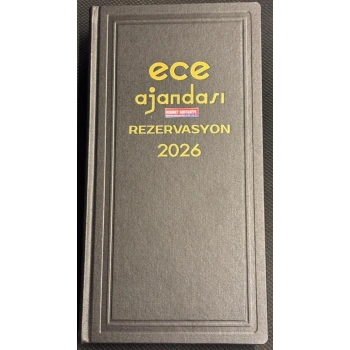 ece
ajandası
REZERVASYON
2026